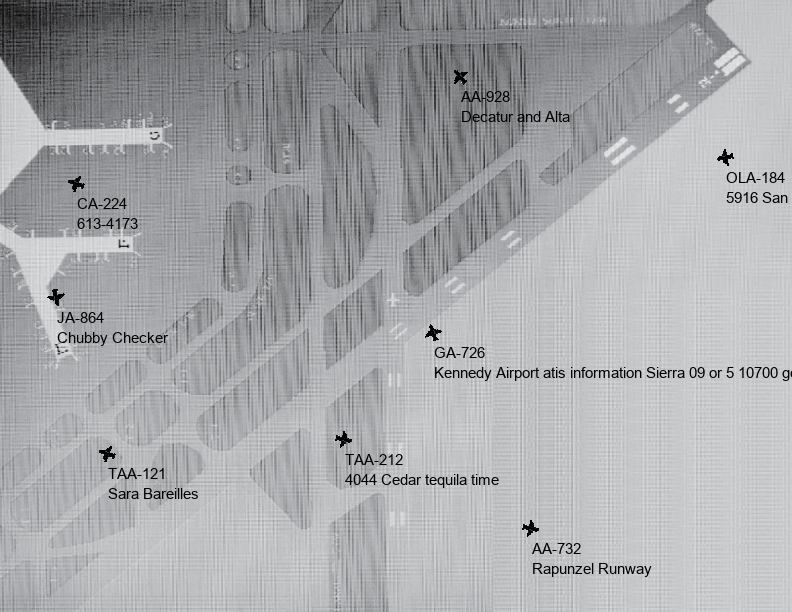 AA-928
Decatur and Alta
OLA-184
5916 San
CA-224
613-4173
JA-864
Chubby Checker
GA-726
Kennedy Airport atis information Sierra 09 or 5 10700
TAA-212
4044 Cedar tequila time
TAA-121
Sara Bareilles
AA-732
Rapunzel Runway